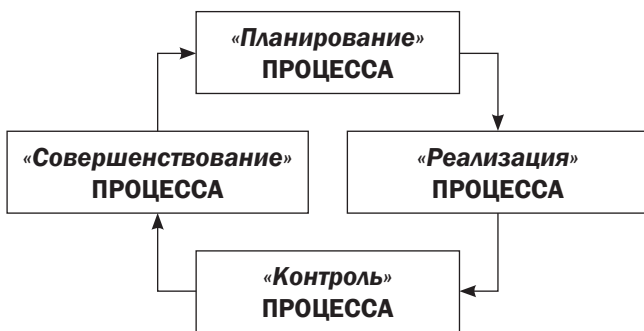 «Планирование»
ПРОЦЕССА
«Совершенствование»
ПРОЦЕССА
«Реализация»
ПРОЦЕССА
«Контроль»
ПРОЦЕССА